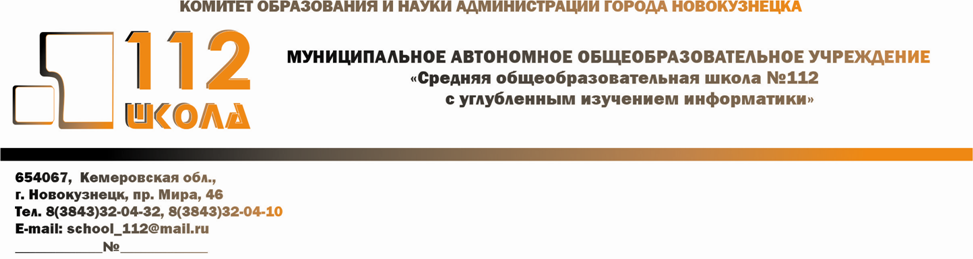 КОМИТЕТ ОБРАЗОВАНИЯ И НАУКИ АДМИНИСТРАЦИИ ГОРОДА НОВОКУЗНЕЦКА
112
ШКОЛА
МУНИЦИПАЛЬНОЕ АВТОНОМНОЕ ОБЩЕОБРАЗОВАТЕЛЬНОЕ УЧРЕЖДЕНИЕ
«Средняя общеобразовательная школа №112
с углубленным изучением информатики»
654067, Кемеровская обл.,
г. Новокузнецк, пр. Мира, 46
Тел. 8(3843)32-04-32, 8(3843)32-04-10
E-mail: school_112@mail.ru
____________№____________